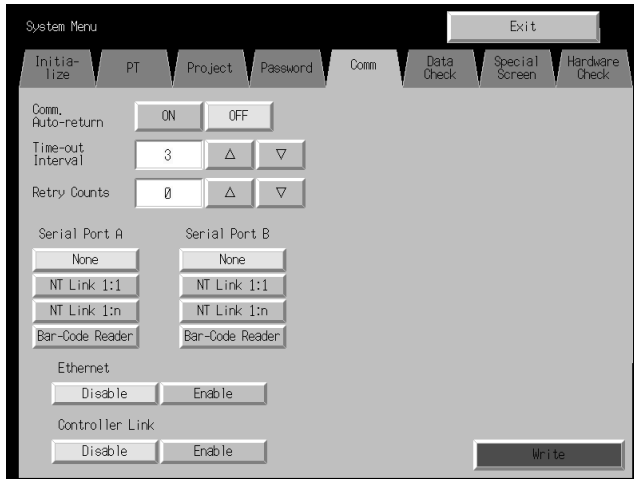 System Menu
Exit
Initia-
lize
PT
Project
Password
Comm
Data
Check
Special
Screen
Hardware
Check
Comm.
Auto-return
ON
OFF
Time-out
Interval
3
△
▽
Retry Counts
0
△
▽
Serial Port A
Serial Port B
None
None
NT Link 1:1
NT Link 1:1
NT Link 1:n
NT Link 1:n
Bar-Code Reader
Bar-Code Reader
Ethernet
Disable
Enable
Controller Link
Disable
Enable
Write